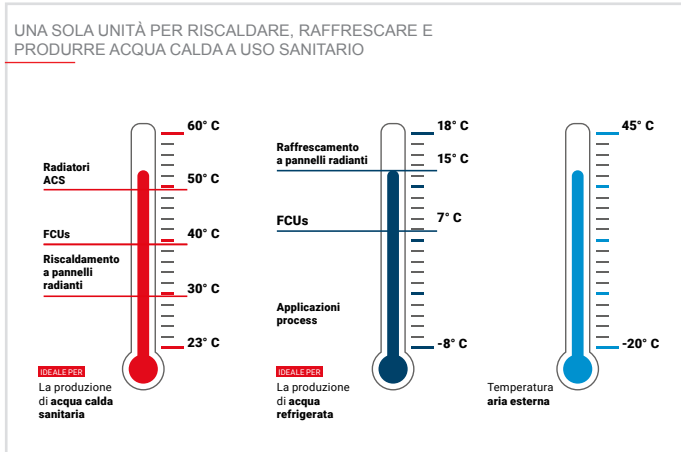 UNA SOLA UNITÀ PER RISCALDARE, RAFFRESCARE E
PRODURRE ACQUA CALDA A USO SANITARIO
60° C
Radiatori
ACS
50° C
FCUs
40° C
Riscaldamento
a pannelli
radianti
30° C
23° C
IDEALE PER
La produzione
di acqua calda
sanitaria
18° C
Raffrescamento
a pannelli radianti
15° C
FCUs
7° C
Applicazioni
process
-8° C
IDEALE PER
La produzione
di acqua
refrigerata
45° C
-20° C
Temperatura
aria esterna